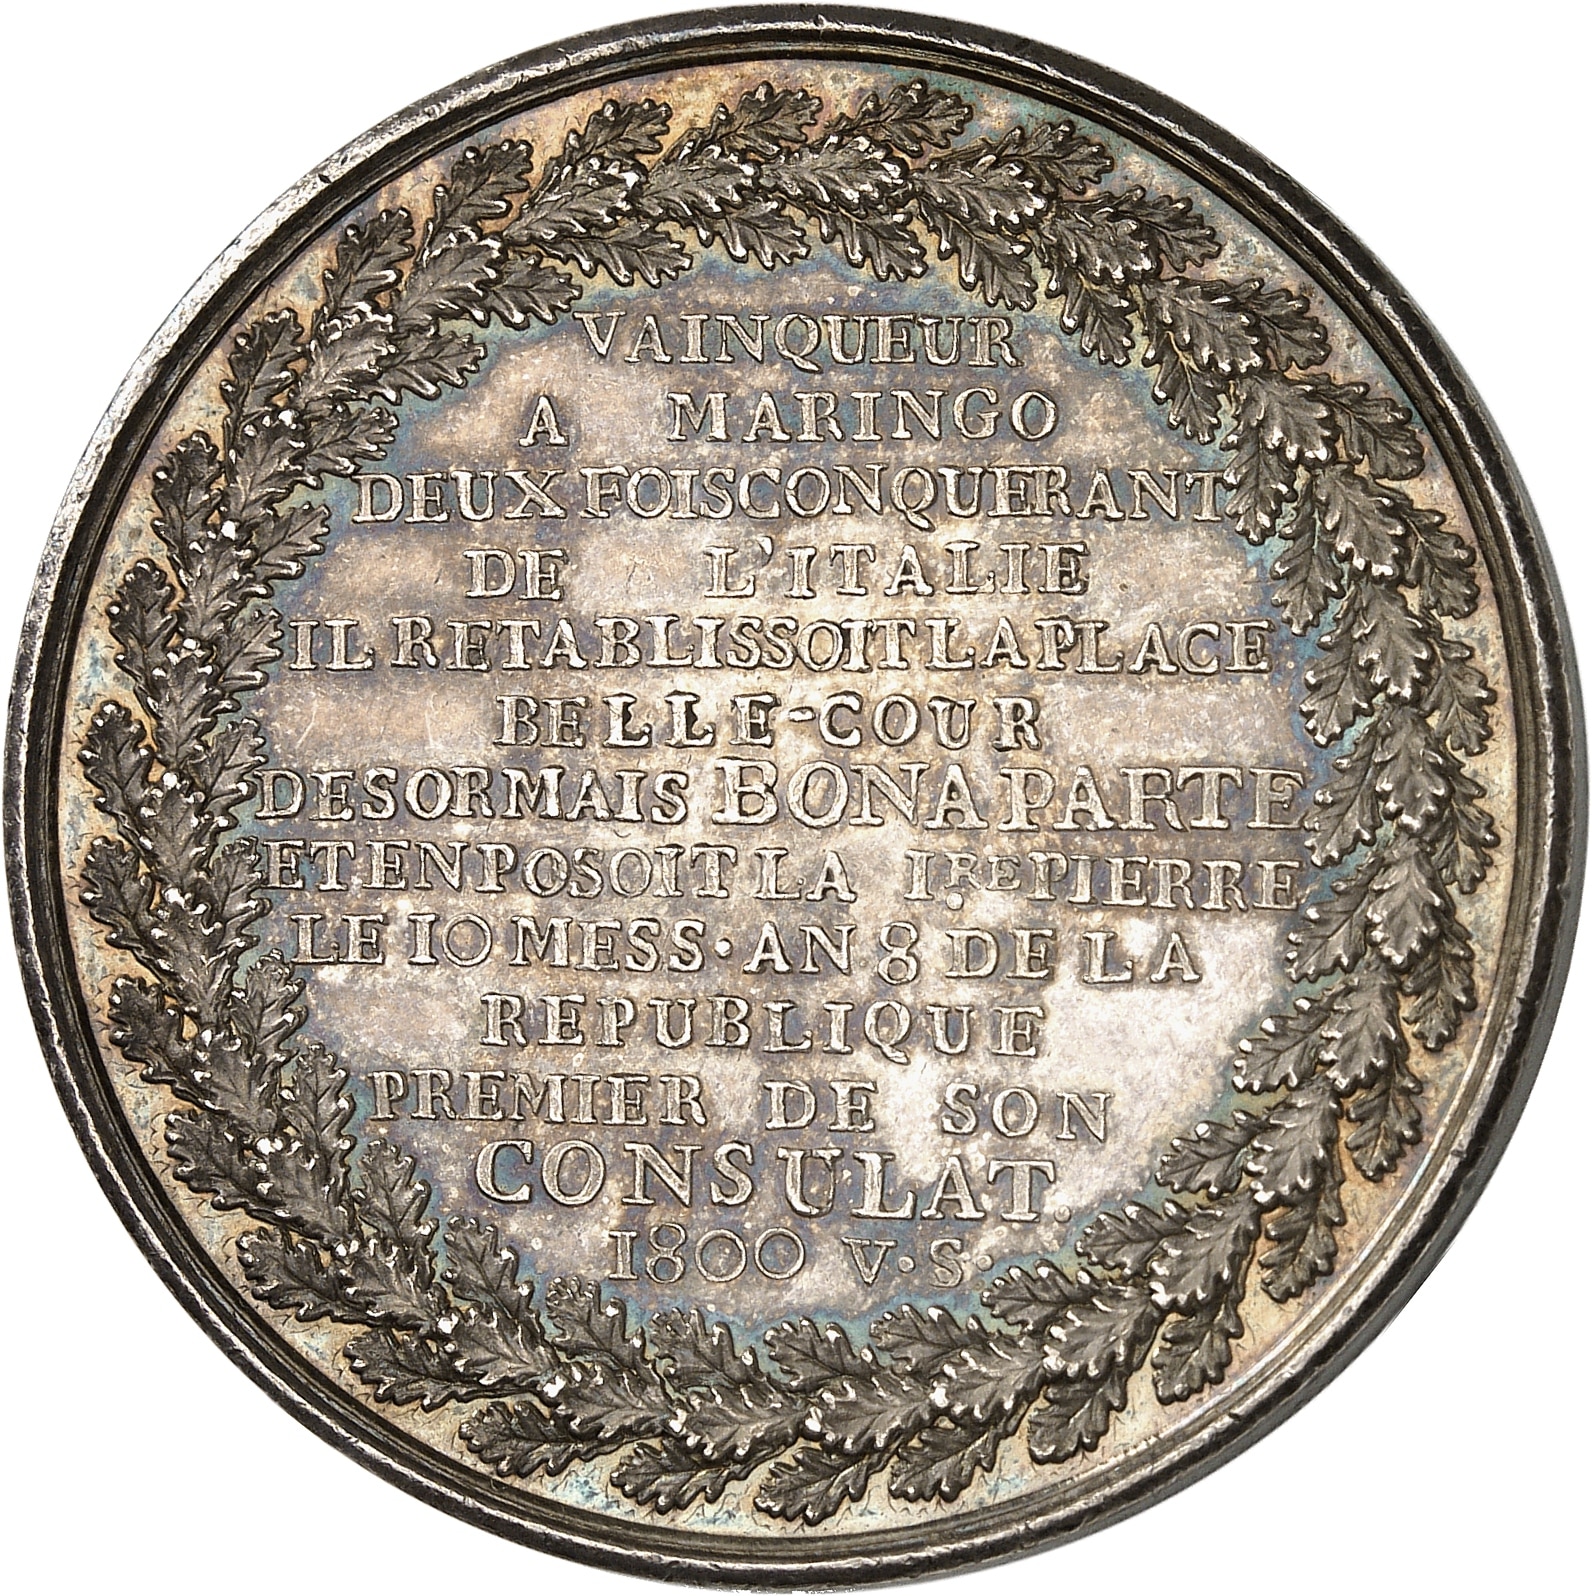 VAINQUEUR
A MARINGO
DEUX FOIS CONQUERANT
DE L'ITALIE
IL RETABLISSOIT LA PLACE
BELLE-COUR
DESORMAIS BONAPARTE
ET EN POSOIT LA 1.RE PIERRE
LE 10 MESS. AN 8 DE LA
REPUBLIQUE
PREMIER DE SON
CONSULAT.
1800 V. S.